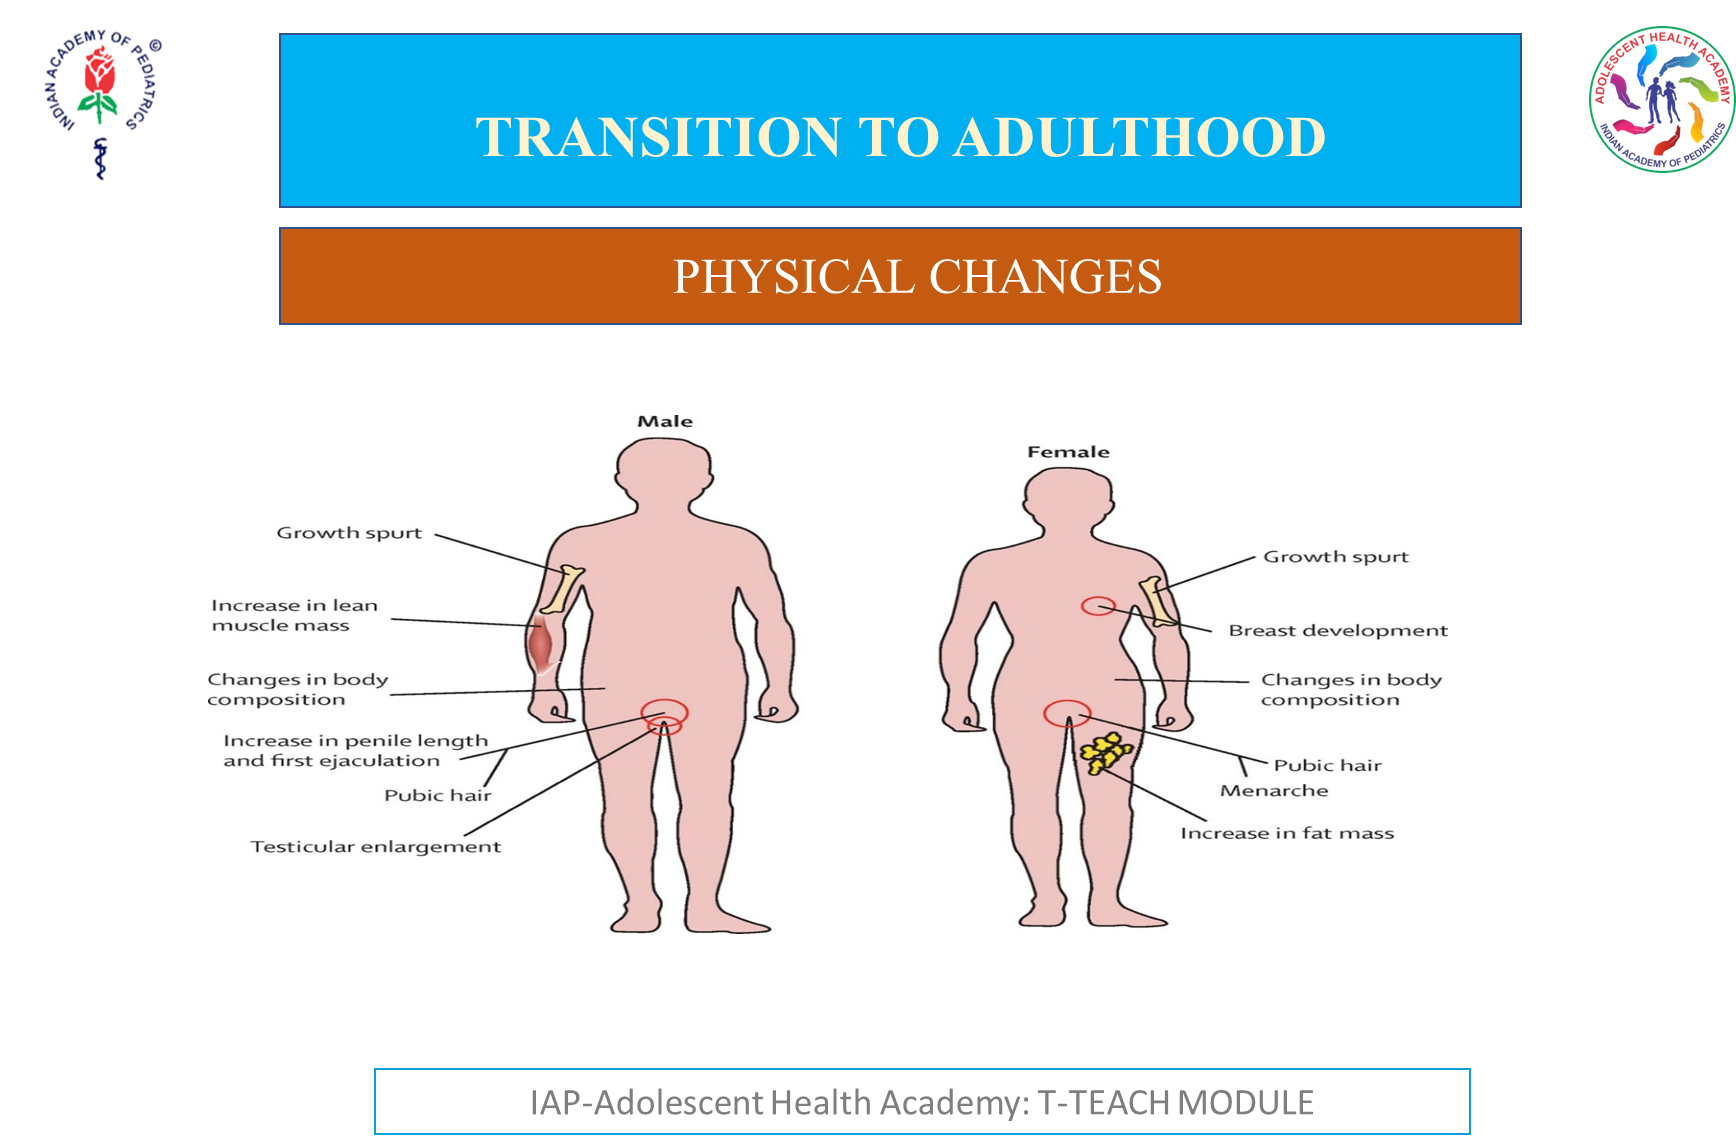 INDIAN ACADEMY OF PEDIATRICS ©
TRANSITION TO ADULTHOOD
ADOLESCENT HEALTH ACADEMY
INDIAN ACADEMY OF PEDIATRICS
PHYSICAL CHANGES
Male
Growth spurt
Increase in lean
muscle mass
Changes in body
composition
Increase in penile length
and first ejaculation
Pubic hair
Testicular enlargement
Female
Growth spurt
Breast development
Changes in body
composition
Pubic hair
Menarche
Increase in fat mass
IAP-Adolescent Health Academy: T-TEACH MODULE